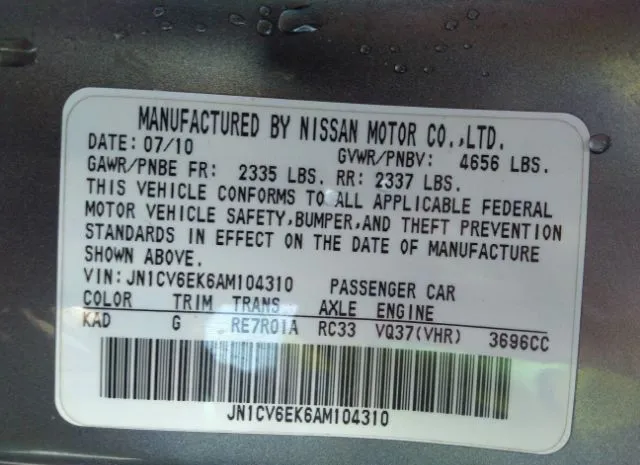 MANUFACTURED BY NISSAN MOTOR CO.,LTD.
DATE: 07/10 GVWR/PNBV: 4656 LBS.
GAWR/PNBE FR: 2335 LBS. RR: 2337 LBS.
THIS VEHICLE CONFORMS TO ALL APPLICABLE FEDERAL
MOTOR VEHICLE SAFETY,BUMPER,AND THEFT PREVENTION
STANDARDS IN EFFECT ON THE DATE OF MANUFACTURE
SHOWN ABOVE.
VIN:JN1CV6EK6AM104310 PASSENGER CAR
COLOR TRIM TRANS AXLE ENGINE
KAD G RE7R01A RC33 VQ37(VHR) 3696CC
JN1CV6EK6AM104310